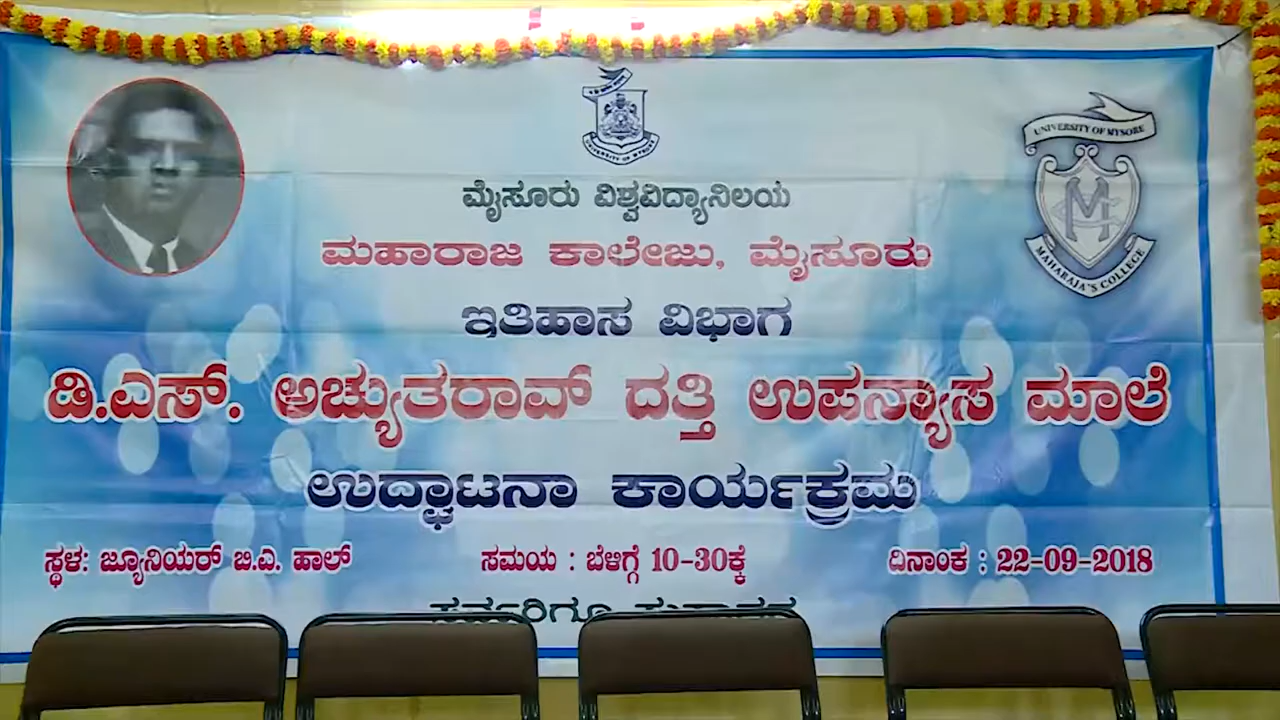 UNIVERSITY OF MYSORE
UNIVERSITY OF MYSORE
MAHARAJA'S COLLEGE
ಮೈಸೂರು ವಿಶ್ವವಿದ್ಯಾನಿಲಯ
ಮಹಾರಾಜ ಕಾಲೇಜು, ಮೈಸೂರು
ಇತಿಹಾಸ ವಿಭಾಗ
ಡಿ.ಎಸ್. ಅಚ್ಯುತರಾವ್ ದತ್ತಿ ಉಪನ್ಯಾಸ ಮಾಲೆ
ಉದ್ಘಾಟನಾ ಕಾರ್ಯಕ್ರಮ
ಸ್ಥಳ: ಜ್ಯೂನಿಯರ್ ಬಿ.ಎ. ಹಾಲ್ ಸಮಯ : ಬೆಳಿಗ್ಗೆ 10-30ಕ್ಕೆ ದಿನಾಂಕ : 22-09-2018